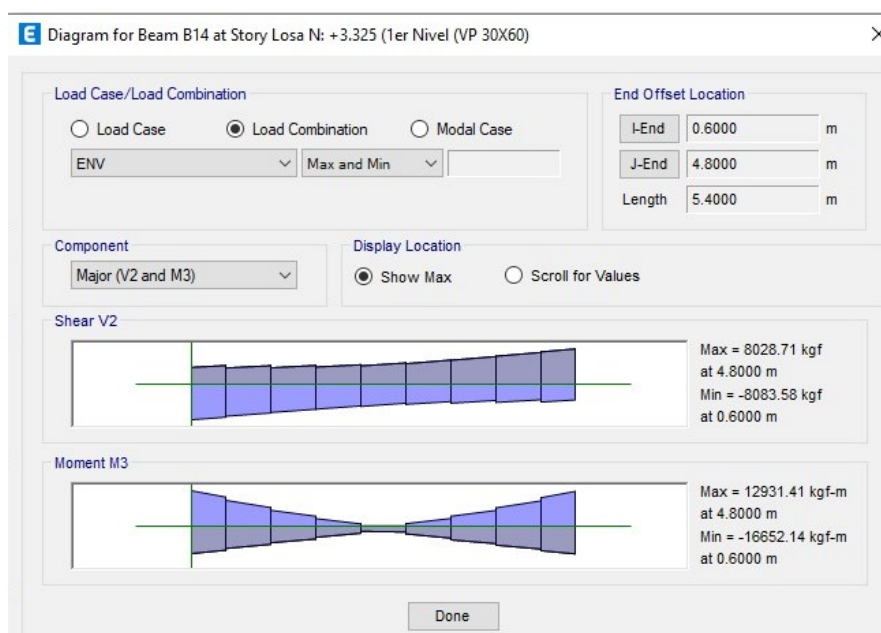 E Diagram for Beam B14 at Story Losa N: +3.325 (1er Nivel (VP 30X60)
Load Case/Load Combination
Load Case Load Combination Modal Case
ENV Max and Min
End Offset Location
I-End 0.6000 m
J-End 4.8000 m
Length 5.4000 m
Component
Major (V2 and M3)
Display Location
Show Max Scroll for Values
Shear V2
Max = 8028.71 kgf
at 4.8000 m
Min = -8083.58 kgf
at 0.6000 m
Moment M3
Max = 12931.41 kgf-m
at 4.8000 m
Min = -16652.14 kgf-m
at 0.6000 m
Done